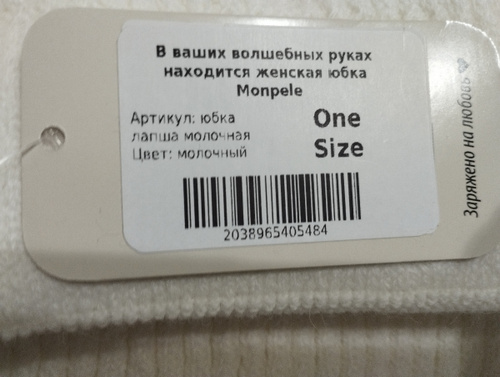 В ваших волшебных руках
находится женская юбка
Monpele
Артикул: юбка
лапша молочная
Цвет: молочный
One
Size
2038965405484
Заряжено на любовь